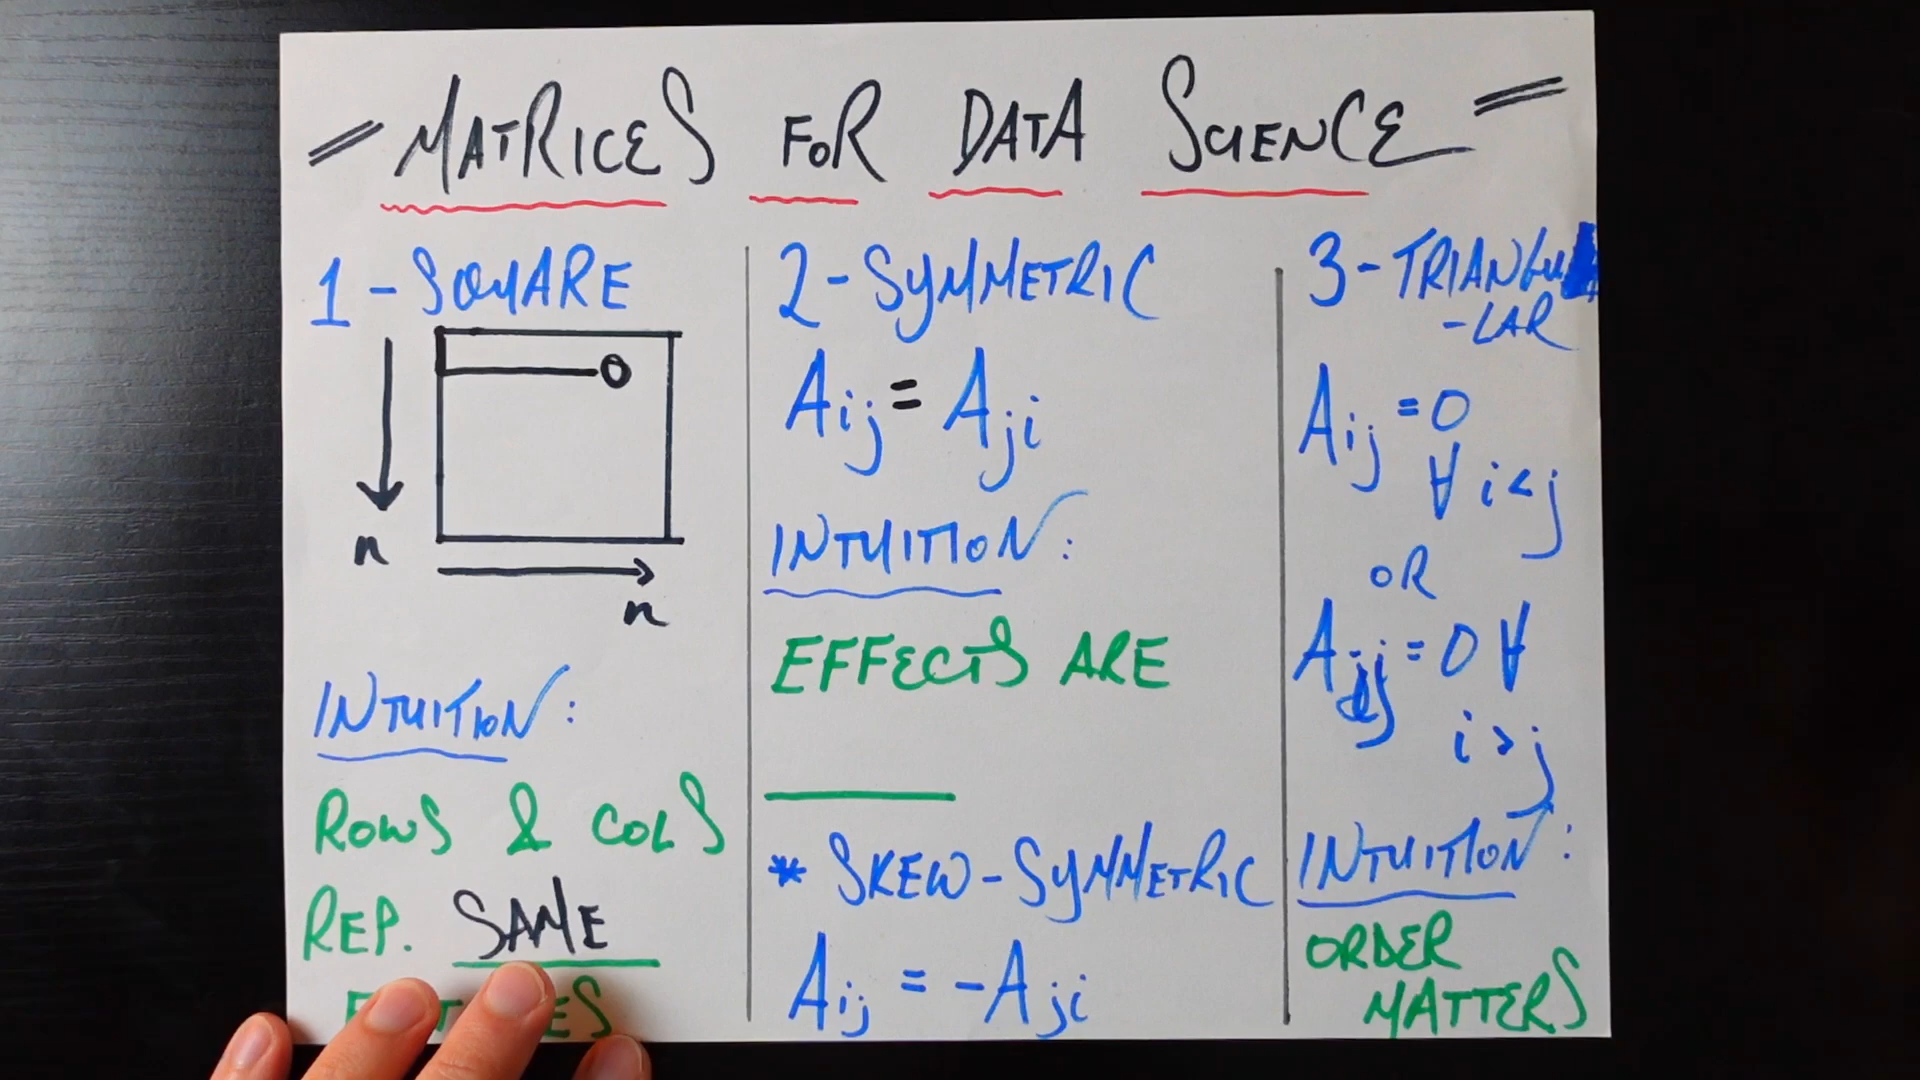 MATRICES FOR DATA SCIENCE
1 - SQUARE
n
n
INTUITION:
ROWS & COLS
REP. SAME
2 - SYMMETRIC
Aij = Aji
INTUITION:
EFFECTS ARE
* SKEW-SYMMETRIC
Aij = -Aji
3 - TRIANGU
-LAR
Aij = 0
∀ i < j
OR
Aij = 0 ∀
i > j
INTUITION:
ORDER
MATTERS